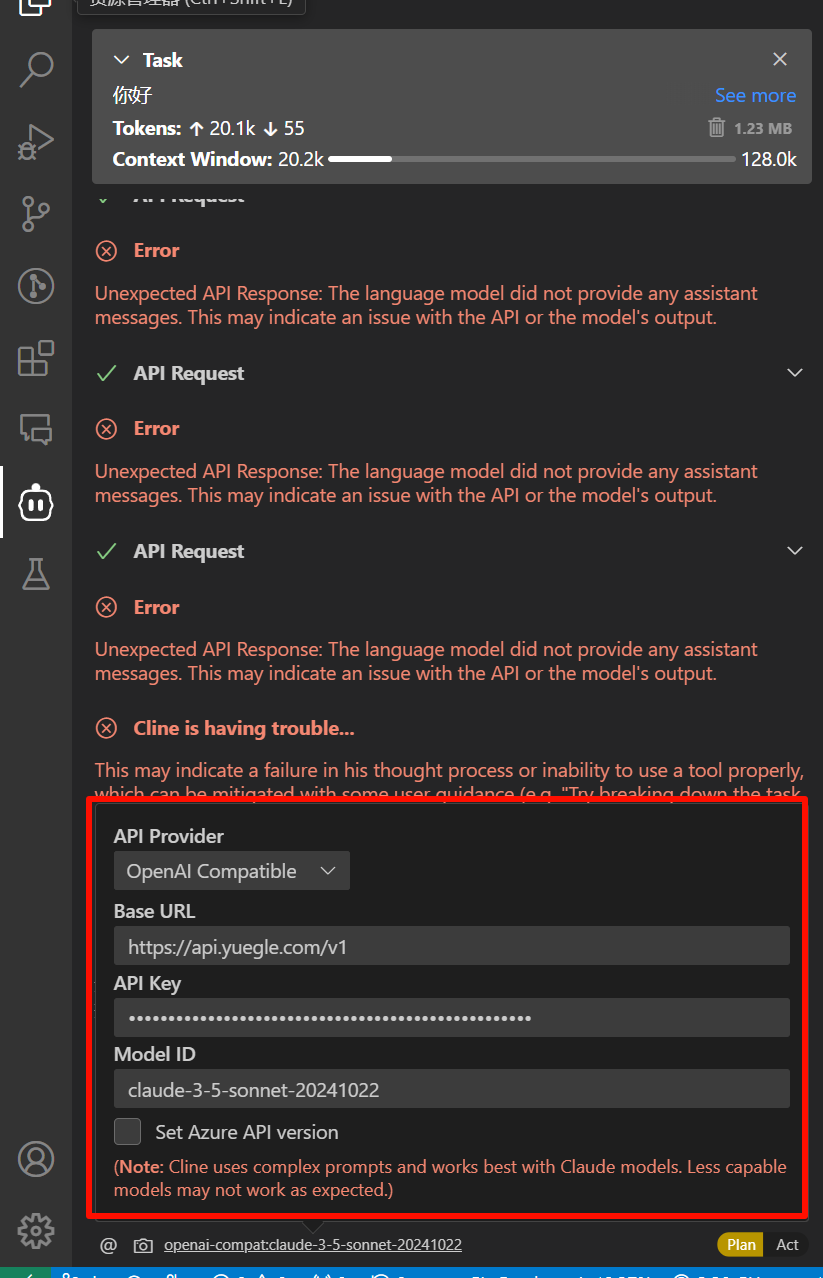 资源管理器 (Ctrl+Shift+E)
Task
你好
See more
Tokens: ↑ 20.1k ↓ 55
1.23 MB
Context Window: 20.2k 128.0k
API Request
Error
Unexpected API Response: The language model did not provide any assistant
messages. This may indicate an issue with the API or the model's output.
API Request
Error
Unexpected API Response: The language model did not provide any assistant
messages. This may indicate an issue with the API or the model's output.
API Request
Error
Unexpected API Response: The language model did not provide any assistant
messages. This may indicate an issue with the API or the model's output.
Cline is having trouble...
This may indicate a failure in his thought process or inability to use a tool properly,
which can be mitigated with some user guidance (e.g. "Try breaking down the task
API Provider
OpenAI Compatible
Base URL
https://api.yuegle.com/v1
API Key
Model ID
claude-3-5-sonnet-20241022
Set Azure API version
(Note: Cline uses complex prompts and works best with Claude models. Less capable
models may not work as expected.)
@ openai-compat:claude-3-5-sonnet-20241022
Plan Act